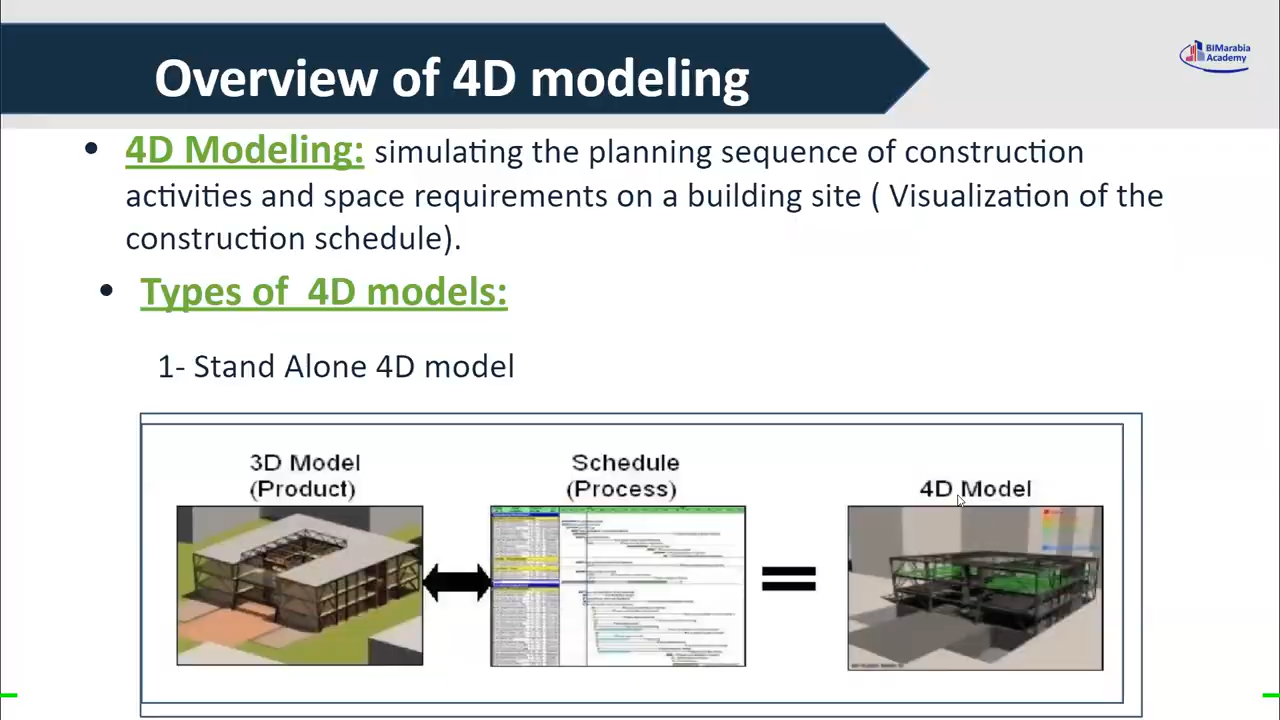 Overview of 4D modeling
BIMarabia
Academy
• 4D Modeling: simulating the planning sequence of construction
activities and space requirements on a building site ( Visualization of the
construction schedule).
• Types of 4D models:
1- Stand Alone 4D model
3D Model
(Product)
Schedule
(Process)
4D Model